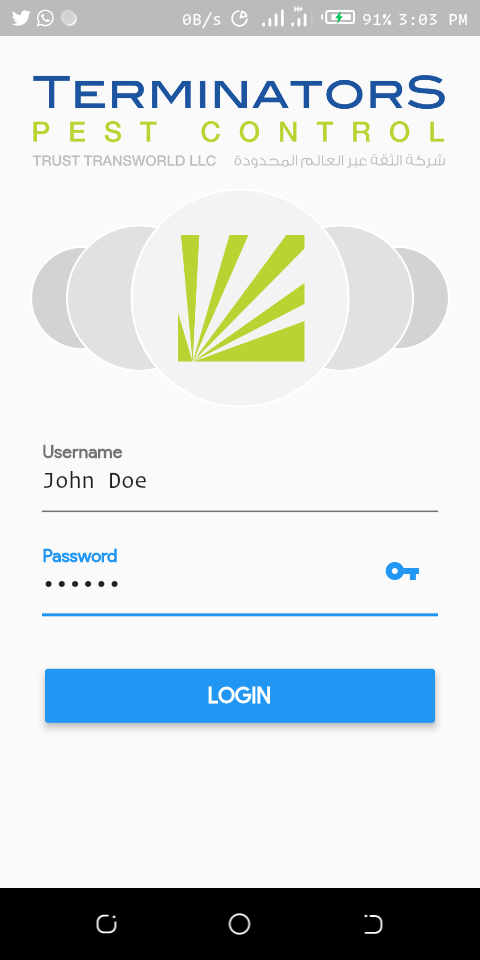 0B/s H+ 91% 3:03 PM
TERMINATORS
PEST CONTROL
TRUST TRANSWORLD LLC شركة الثقة عبر العالم المحدودة
Username
John Doe
Password
••••••
LOGIN